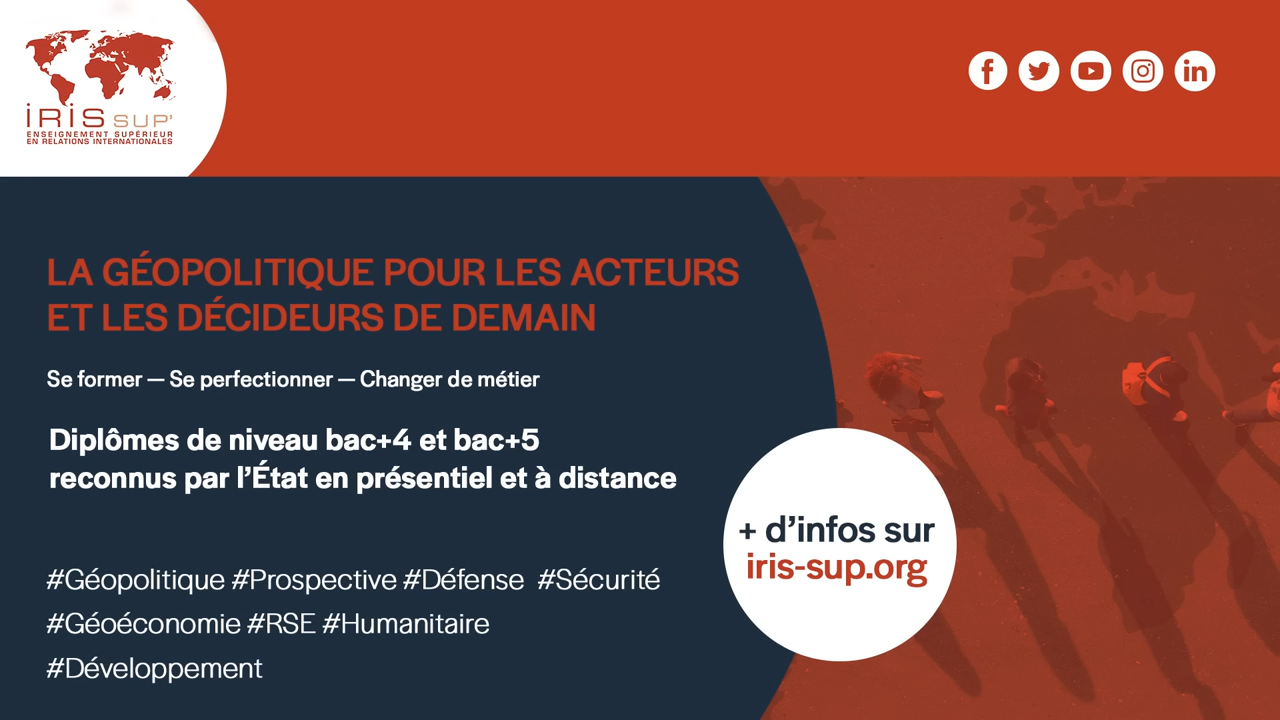 IRIS SUP'
ENSEIGNEMENT SUPÉRIEUR
EN RELATIONS INTERNATIONALES
LA GÉOPOLITIQUE POUR LES ACTEURS
ET LES DÉCIDEURS DE DEMAIN
Se former — Se perfectionner — Changer de métier
Diplômes de niveau bac+4 et bac+5
reconnus par l'État en présentiel et à distance
+ d'infos sur
iris-sup.org
#Géopolitique #Prospective #Défense #Sécurité
#Géoéconomie #RSE #Humanitaire
#Développement